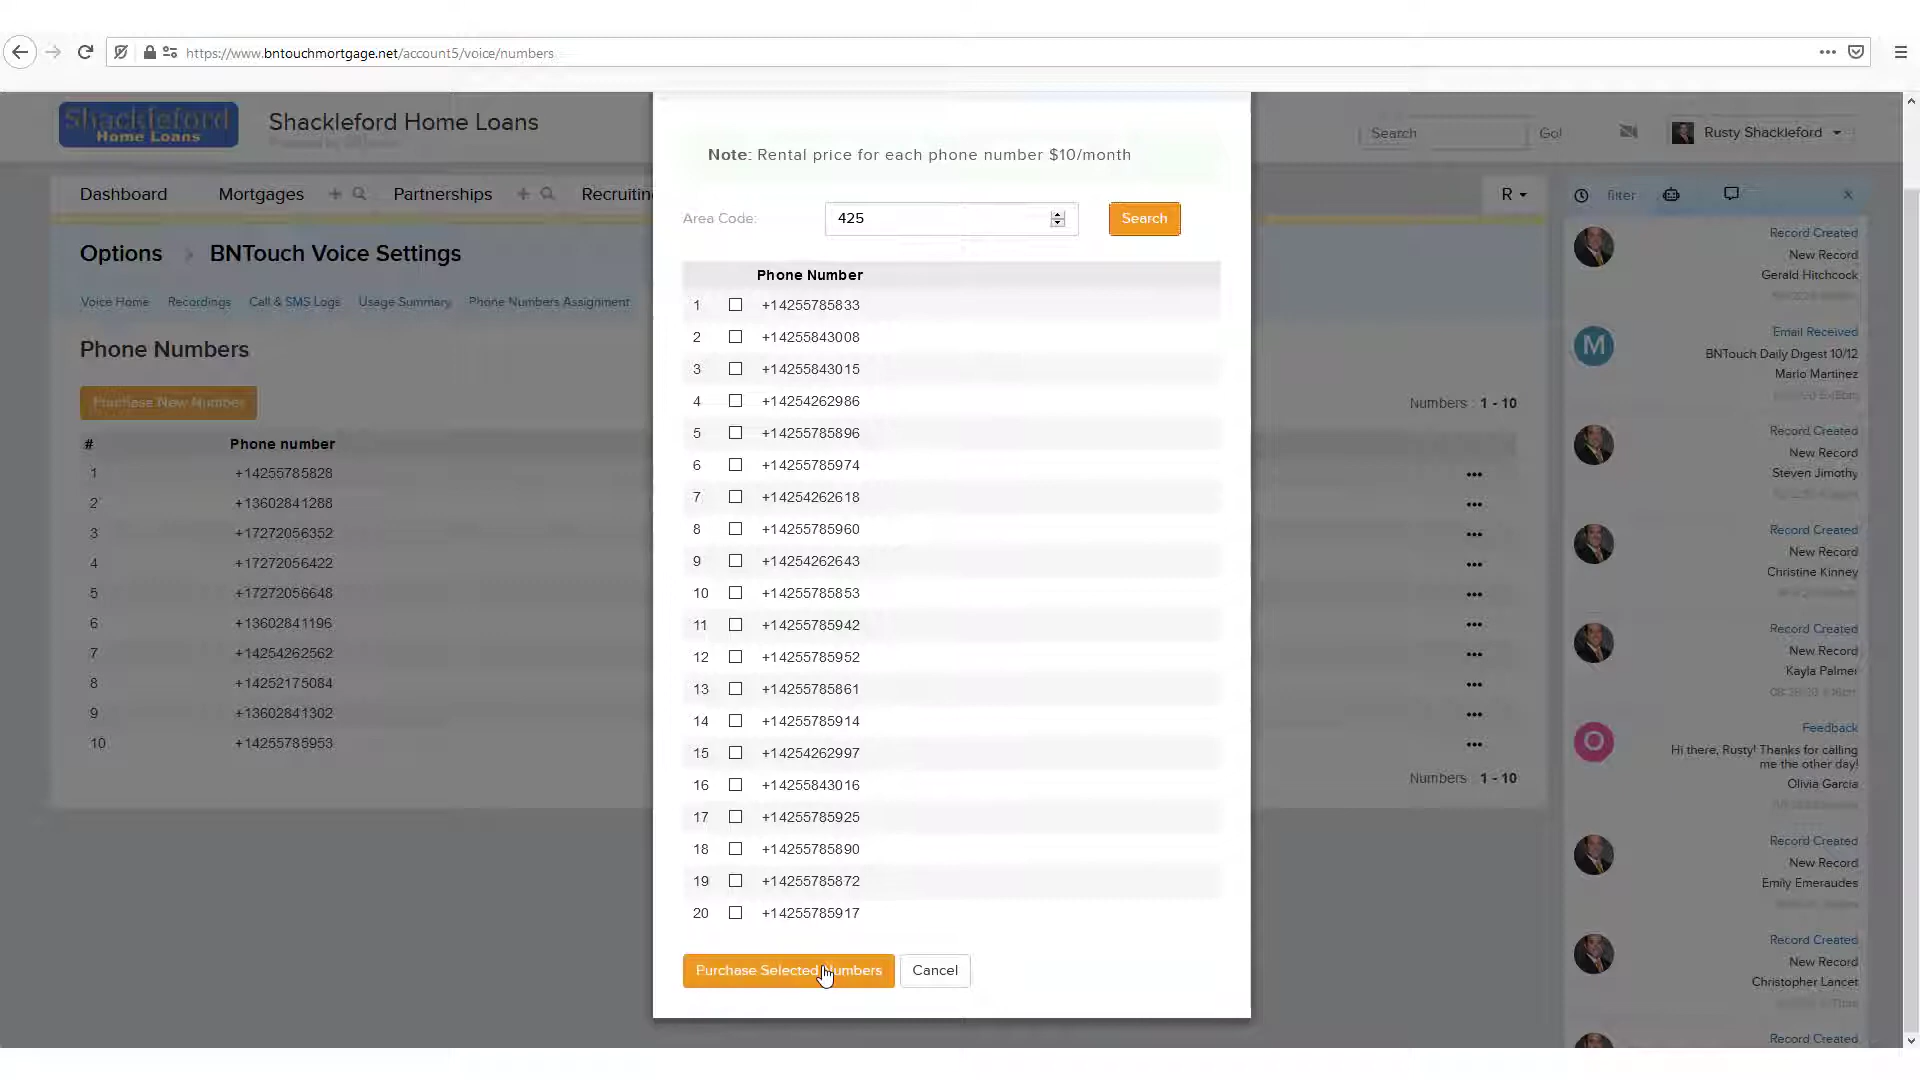 https://www.bntouchmortgage.net/account5/voice/numbers
Shackleford
Home Loans
Shackleford Home Loans
Search
Go!
Rusty Shackleford
Dashboard
Mortgages
Partnerships
Recruitin
R
Options
BNTouch Voice Settings
Voice Home
Recordings
Call & SMS Logs
Usage Summary
Phone Numbers Assignment
Phone Numbers
Purchase New Number
Numbers 1 - 10
# Phone number
1 +14255785828
2 +13602841288
3 +17272056352
4 +17272056422
5 +17272056648
6 +13602841196
7 +14254262562
8 +14252175084
9 +13602841302
10 +14255785953
Numbers 1 - 10
Note: Rental price for each phone number $10/month
Area Code: 425 Search
Phone Number
1 +14255785833
2 +14255843008
3 +14255843015
4 +14254262986
5 +14255785896
6 +14255785974
7 +14254262618
8 +14255785960
9 +14254262643
10 +14255785853
11 +14255785942
12 +14255785952
13 +14255785861
14 +14255785914
15 +14254262997
16 +14255843016
17 +14255785925
18 +14255785890
19 +14255785872
20 +14255785917
Purchase Selected Numbers
Cancel
filter
x
Record Created
New Record
Gerald Hitchcock
M
Email Received
BNTouch Daily Digest 10/12
Mario Martinez
Record Created
New Record
Steven Jimothy
Record Created
New Record
Christine Kinney
Record Created
New Record
Kayla Palmer
O
Feedback
Hi there, Rusty! Thanks for calling
me the other day!
Olivia Garcia
Record Created
New Record
Emily Emeraudes
Record Created
New Record
Christopher Lancet
Record Created